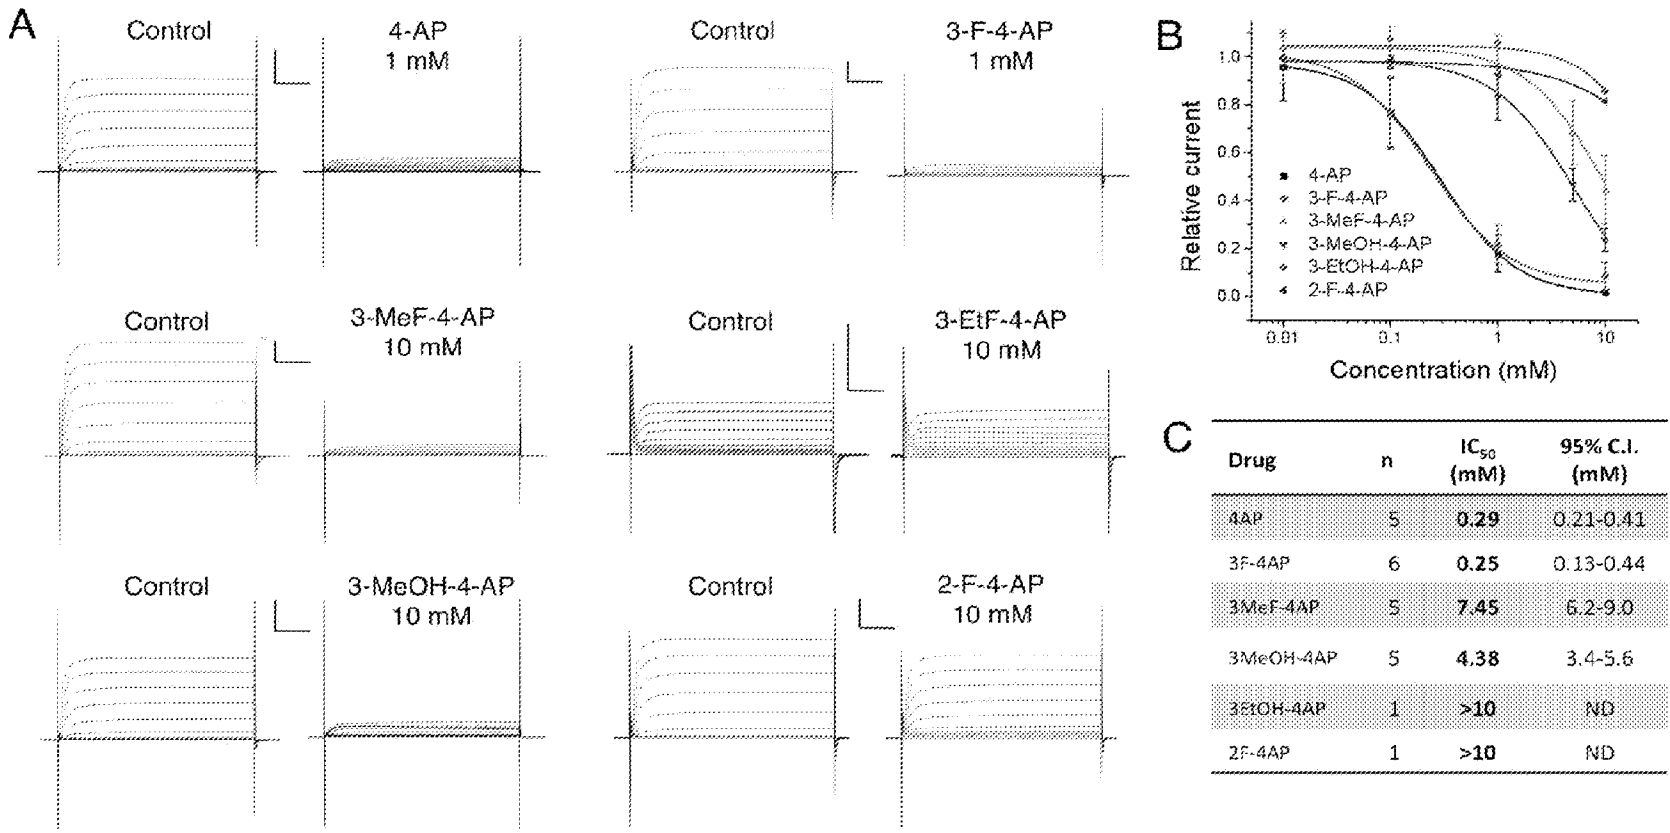 A
Control
4-AP
1 mM
Control
3-F-4-AP
1 mM
Control
3-MeF-4-AP
10 mM
Control
3-EtF-4-AP
10 mM
Control
3-MeOH-4-AP
10 mM
Control
2-F-4-AP
10 mM
B
Relative current
1.0
0.8
0.6
0.4
0.2
0.0
4-AP
3-F-4-AP
3-MeF-4-AP
3-MeOH-4-AP
3-EtOH-4-AP
2-F-4-AP
0.01 0.1 1 10
Concentration (mM)
C
Drug n IC50 (mM) 95% C.I. (mM)
4AP 5 0.29 0.21-0.41
3F-4AP 6 0.25 0.13-0.44
3MeF-4AP 5 7.45 6.2-9.0
3MeOH-4AP 5 4.38 3.4-5.6
3EtOH-4AP 1 >10 ND
2F-4AP 1 >10 ND